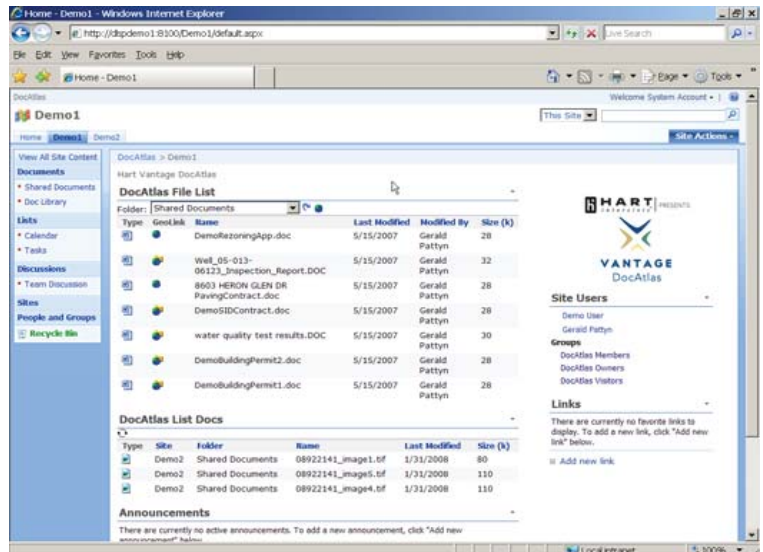 Home - Demo1 - Windows Internet Explorer
http://dtspdemo1:8100/Demo1/default.aspx
Live Search
File Edit View Favorites Tools Help
Home - Demo1
Page Tools
DocAtlas
Welcome System Account
Demo1
This Site
Home Demo1 Demo2
Site Actions
View All Site Content
Documents
Shared Documents
Doc Library
Lists
Calendar
Tasks
Discussions
Team Discussion
Sites
People and Groups
Recycle Bin
DocAtlas > Demo1
Hart Vantage DocAtlas
DocAtlas File List
Folder: Shared Documents
Type GeoLink Name Last Modified Modified By Size (k)
DemoRezoningApp.doc 5/15/2007 Gerald Pattyn 28
Well_05-013-06123_Inspection_Report.DOC 5/15/2007 Gerald Pattyn 32
8603 HERON GLEN DR PavingContract.doc 5/15/2007 Gerald Pattyn 28
DemoSIDContract.doc 5/15/2007 Gerald Pattyn 28
water quality test results.DOC 5/15/2007 Gerald Pattyn 30
DemoBuildingPermit2.doc 5/15/2007 Gerald Pattyn 28
DemoBuildingPermit1.doc 5/15/2007 Gerald Pattyn 28
DocAtlas List Docs
Type Site Folder Name Last Modified Size (k)
Demo2 Shared Documents 08922141_image1.tif 1/31/2008 80
Demo2 Shared Documents 08922141_image5.tif 1/31/2008 110
Demo2 Shared Documents 08922141_image4.tif 1/31/2008 110
Announcements
There are currently no active announcements. To add a new announcement, click "Add new announcement" below.
HART INTERCIVIC PRESENTS
VANTAGE
DocAtlas
Site Users
Demo User
Gerald Pattyn
Groups
DocAtlas Members
DocAtlas Owners
DocAtlas Visitors
Links
There are currently no favorite links to display. To add a new link, click "Add new link" below.
Add new link
Local intranet
100%